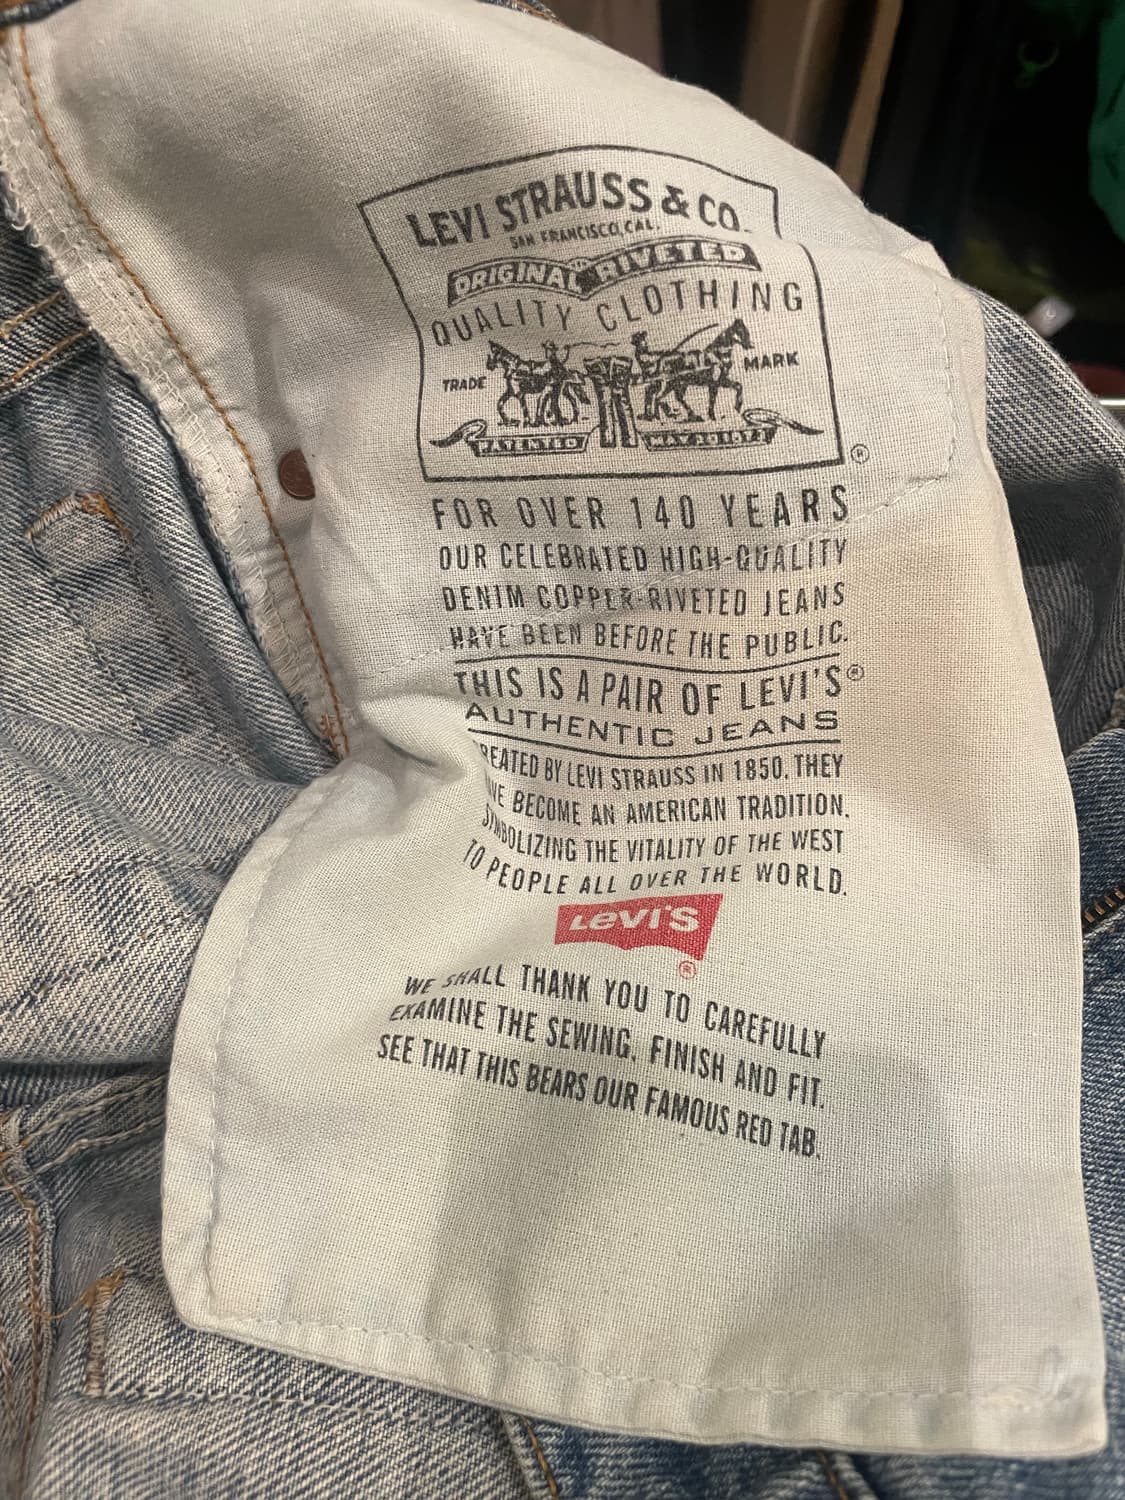 LEVI STRAUSS & CO.
SAN FRANCISCO, CAL.
ORIGINAL RIVETED
QUALITY CLOTHING
TRADE MARK
PATENTED MAY 20 1873
®
FOR OVER 140 YEARS
OUR CELEBRATED HIGH-QUALITY
DENIM COPPER-RIVETED JEANS
HAVE BEEN BEFORE THE PUBLIC.
THIS IS A PAIR OF LEVI'S®
AUTHENTIC JEANS
REATED BY LEVI STRAUSS IN 1850, THEY
VE BECOME AN AMERICAN TRADITION,
SYMBOLIZING THE VITALITY OF THE WEST
TO PEOPLE ALL OVER THE WORLD.
Levi's
®
WE SHALL THANK YOU TO CAREFULLY
EXAMINE THE SEWING, FINISH AND FIT.
SEE THAT THIS BEARS OUR FAMOUS RED TAB.